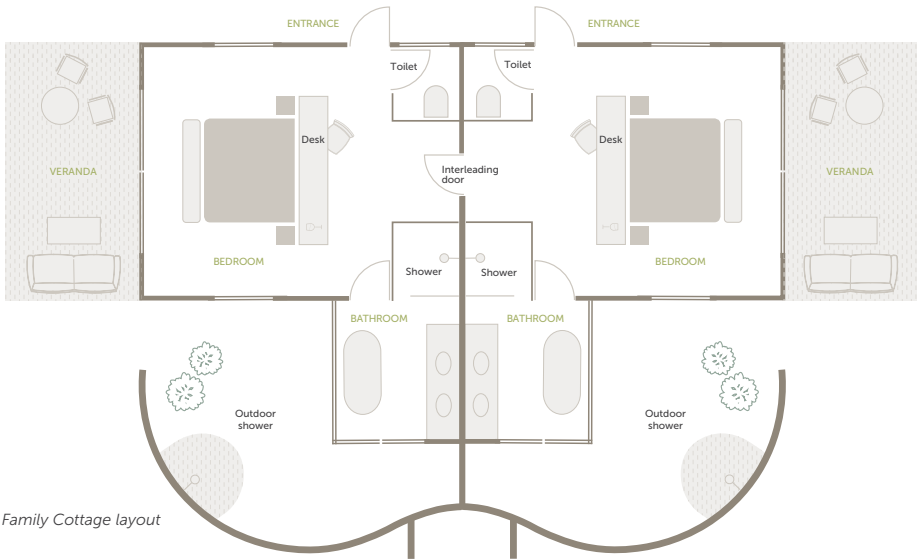 ENTRANCE
ENTRANCE
Toilet
Toilet
Desk
Desk
Interleading
door
VERANDA
VERANDA
BEDROOM
BEDROOM
Shower
Shower
BATHROOM
BATHROOM
Outdoor
shower
Outdoor
shower
Family Cottage layout